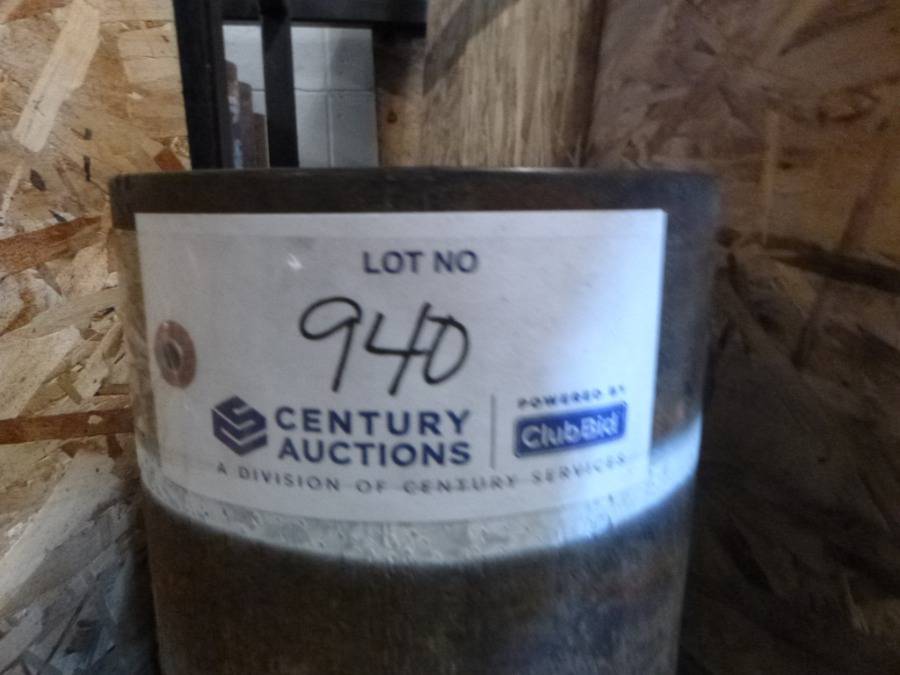 LOT NO
940
CENTURY
AUCTIONS
POWERED BY
ClubBid
A DIVISION OF CENTURY SERVICES